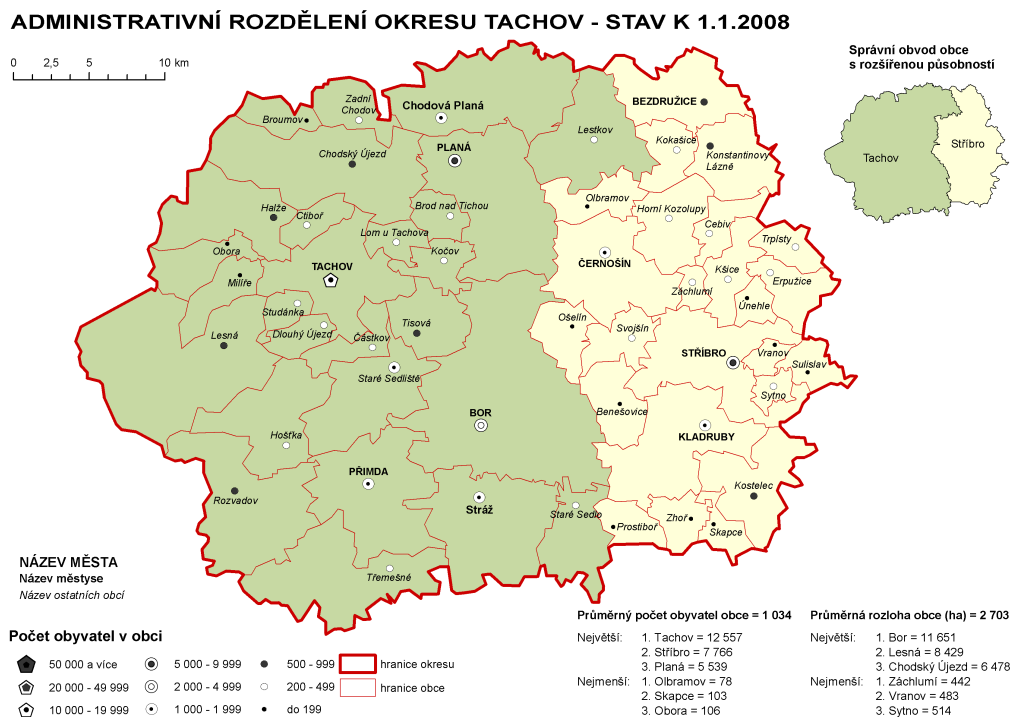 ADMINISTRATIVNÍ ROZDĚLENÍ OKRESU TACHOV - STAV K 1.1.2008
0 2,5 5 10 km
Správní obvod obce
s rozšířenou působností
Tachov
Stříbro
Zadní
Chodov
Broumov
Chodová Planá
BEZDRUŽICE
Lestkov
PLANÁ
Kokašice
Konstantinovy
Lázně
Chodský Újezd
Halže
Ctiboř
Brod nad Tichou
Olbramov
Horní Kozolupy
Lom u Tachova
Cebiv
Trpísty
Obora
Kočov
ČERNOŠÍN
TACHOV
Milíře
Kšice
Erpužice
Záchlumí
Únehle
Studánka
Ošelín
Tisová
Svojšín
Dlouhý Újezd
Lesná
Částkov
STŘÍBRO
Vranov
Sulislav
Staré Sedliště
Sytno
BOR
Benešovice
KLADRUBY
Hošťka
PŘIMDA
Rozvadov
Kostelec
Stráž
Staré Sedlo
Zhoř
Prostiboř
Skapce
Třemešné
NÁZEV MĚSTA
Název městyse
Název ostatních obcí
Počet obyvatel v obci
50 000 a více
5 000 - 9 999
500 - 999
hranice okresu
20 000 - 49 999
2 000 - 4 999
200 - 499
hranice obce
10 000 - 19 999
1 000 - 1 999
do 199
Průměrný počet obyvatel obce = 1 034
Největší: 1. Tachov = 12 557
2. Stříbro = 7 766
3. Planá = 5 539
Nejmenší: 1. Olbramov = 78
2. Skapce = 103
3. Obora = 106
Průměrná rozloha obce (ha) = 2 703
Největší: 1. Bor = 11 651
2. Lesná = 8 429
3. Chodský Újezd = 6 478
Nejmenší: 1. Záchlumí = 442
2. Vranov = 483
3. Sytno = 514